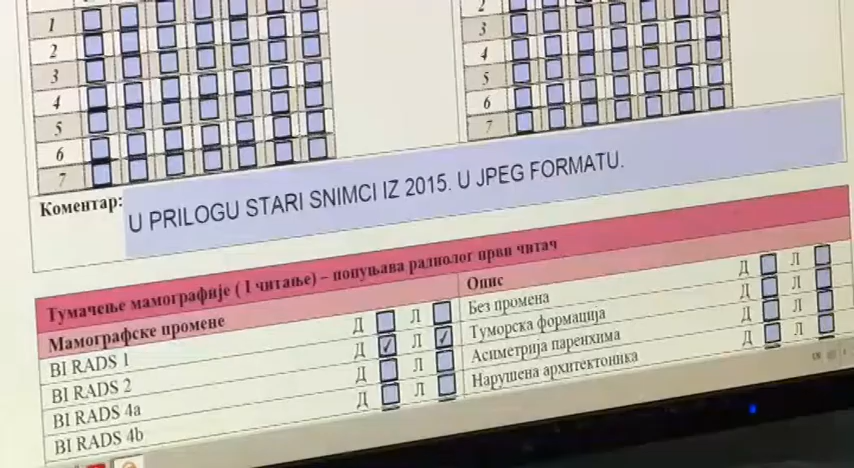 1
2
3
4
5
6
7
2
3
4
5
6
7
Коментар:
U PRILOGU STARI SNIMCI IZ 2015. U JPEG FORMATU.
Тумачење мамографије ( I читање) – попуњава радиолог први читач
Мамографске промене
Опис
BI RADS 1 Д Л
Без промена Д Л
BI RADS 2 Д Л
Туморска формација Д Л
BI RADS 4a Д Л
Асиметрија паренхима Д Л
BI RADS 4b Д Л
Нарушена архитектоника Д Л